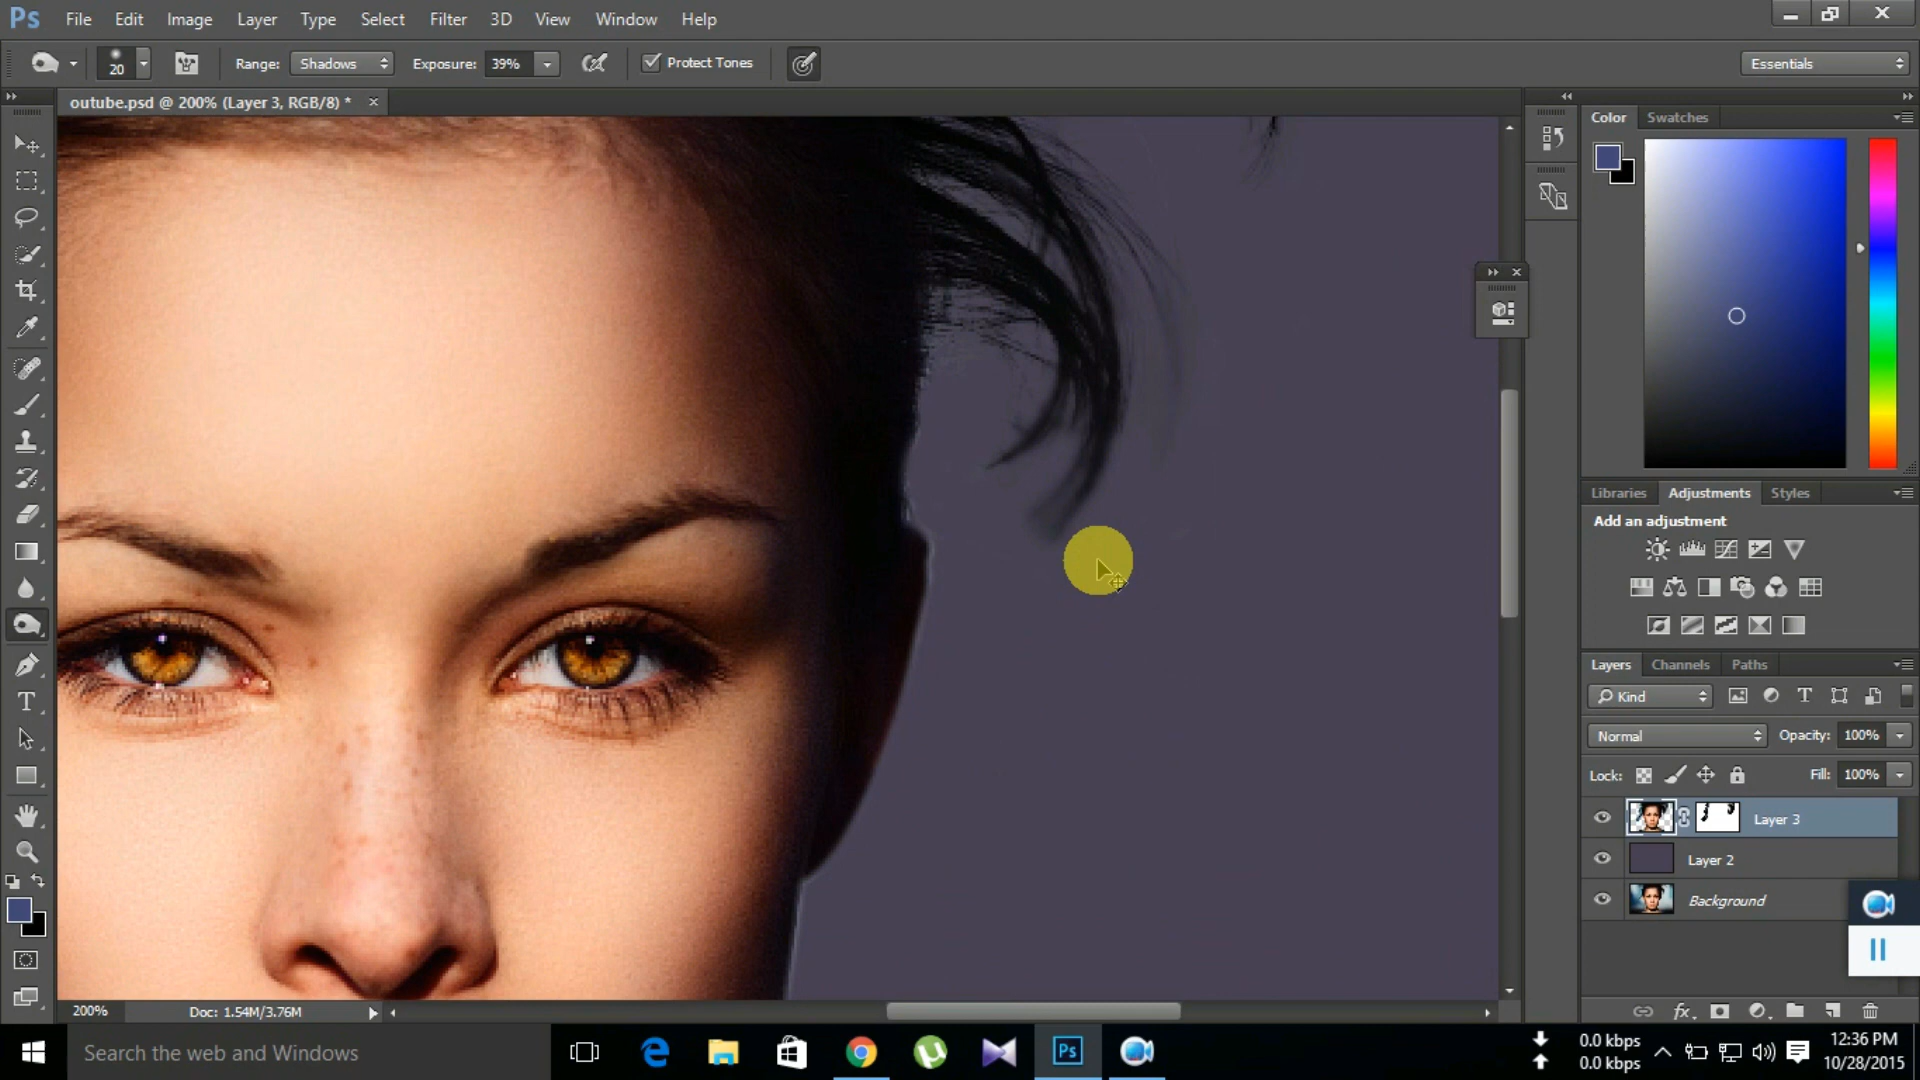 Ps File Edit Image Layer Type Select Filter 3D View Window Help
20 Range: Shadows Exposure: 39% Protect Tones Essentials
outube.psd @ 200% (Layer 3, RGB/8) *
Color Swatches
Libraries Adjustments Styles
Add an adjustment
Layers Channels Paths
Kind
Normal Opacity: 100%
Lock: Fill: 100%
Layer 3
Layer 2
Background
200% Doc: 1.54M/3.76M
Search the web and Windows
Ps
0.0 kbps
0.0 kbps
12:36 PM
10/28/2015